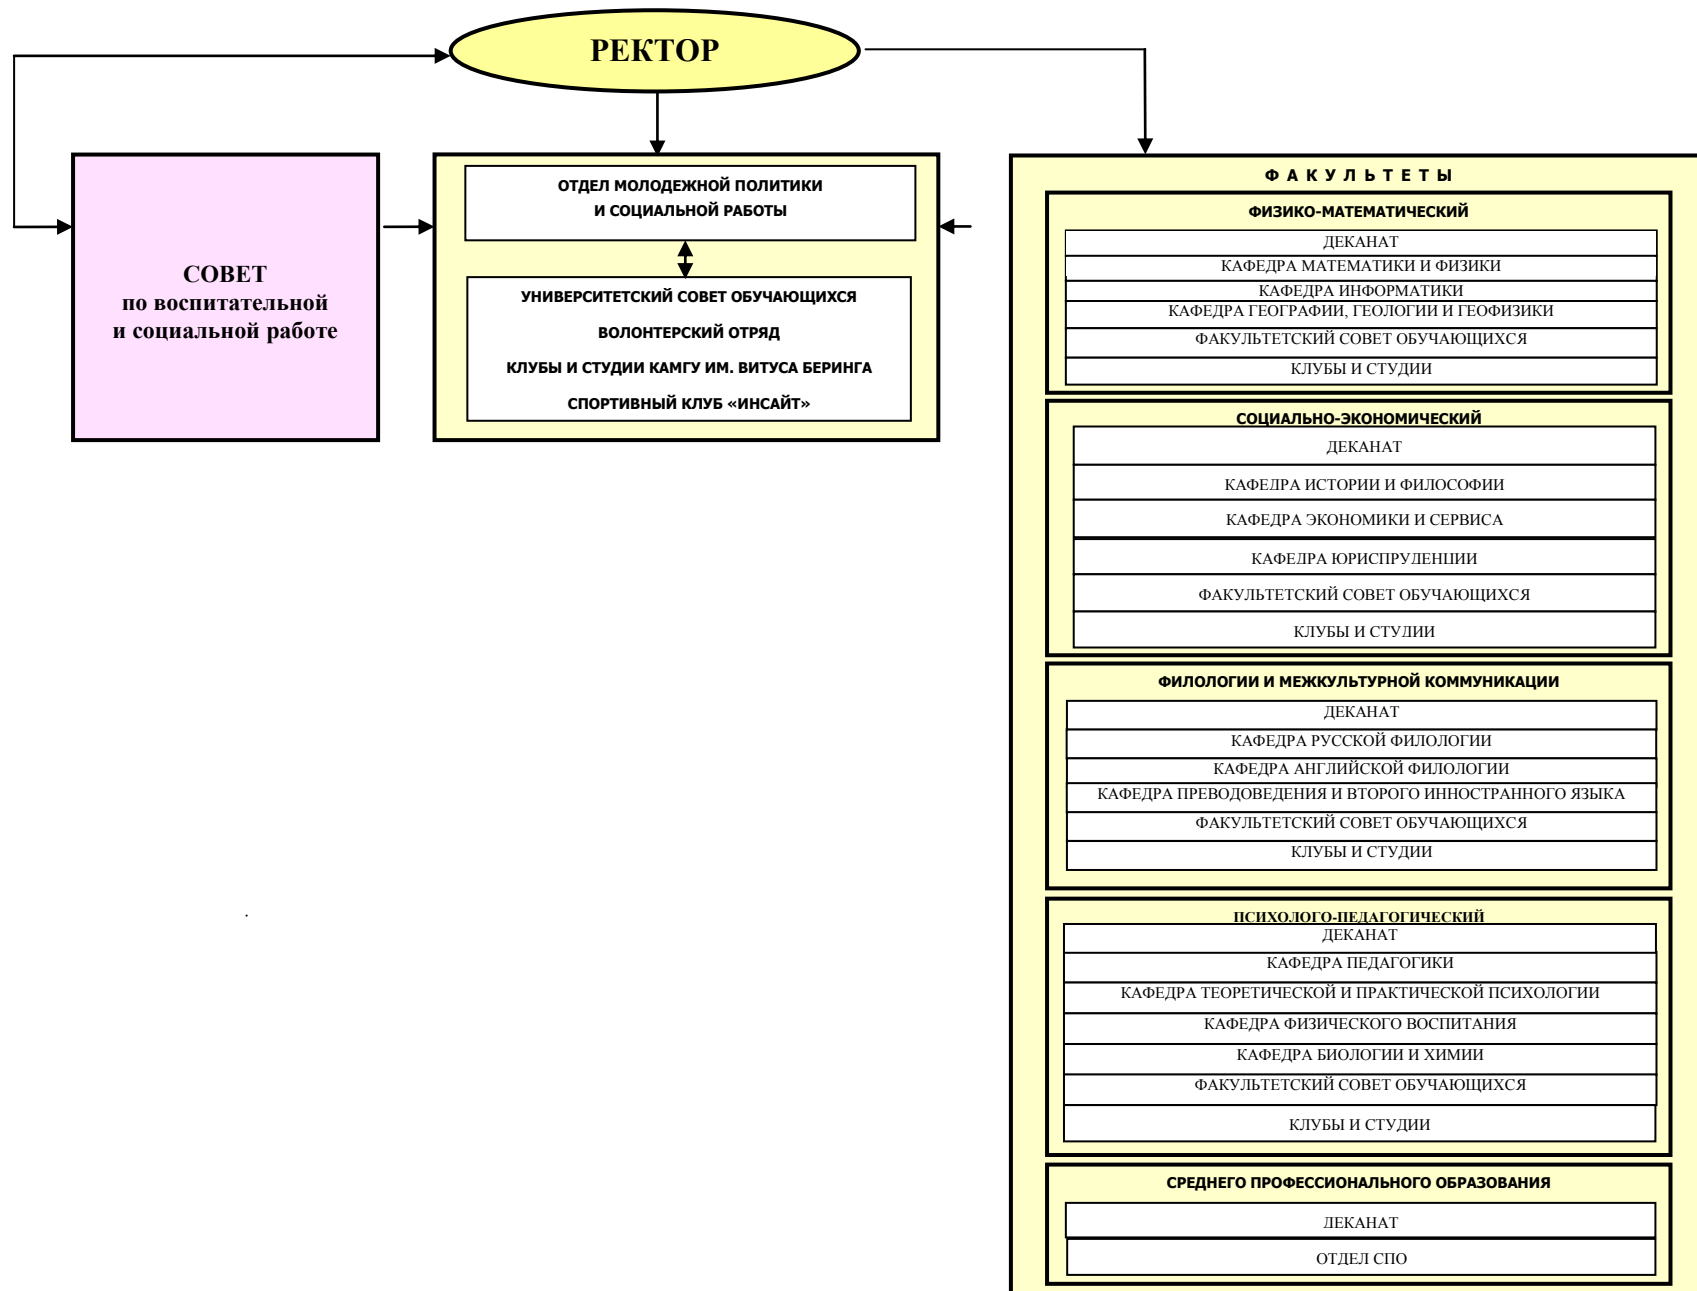 РЕКТОР
СОВЕТ
по воспитательной
и социальной работе
ОТДЕЛ МОЛОДЕЖНОЙ ПОЛИТИКИ
И СОЦИАЛЬНОЙ РАБОТЫ
УНИВЕРСИТЕТСКИЙ СОВЕТ ОБУЧАЮЩИХСЯ
ВОЛОНТЕРСКИЙ ОТРЯД
КЛУБЫ И СТУДИИ КАМГУ ИМ. ВИТУСА БЕРИНГА
СПОРТИВНЫЙ КЛУБ «ИНСАЙТ»
Ф А К У Л Ь Т Е Т Ы
ФИЗИКО-МАТЕМАТИЧЕСКИЙ
ДЕКАНАТ
КАФЕДРА МАТЕМАТИКИ И ФИЗИКИ
КАФЕДРА ИНФОРМАТИКИ
КАФЕДРА ГЕОГРАФИИ, ГЕОЛОГИИ И ГЕОФИЗИКИ
ФАКУЛЬТЕТСКИЙ СОВЕТ ОБУЧАЮЩИХСЯ
КЛУБЫ И СТУДИИ
СОЦИАЛЬНО-ЭКОНОМИЧЕСКИЙ
ДЕКАНАТ
КАФЕДРА ИСТОРИИ И ФИЛОСОФИИ
КАФЕДРА ЭКОНОМИКИ И СЕРВИСА
КАФЕДРА ЮРИСПРУДЕНЦИИ
ФАКУЛЬТЕТСКИЙ СОВЕТ ОБУЧАЮЩИХСЯ
КЛУБЫ И СТУДИИ
ФИЛОЛОГИИ И МЕЖКУЛЬТУРНОЙ КОММУНИКАЦИИ
ДЕКАНАТ
КАФЕДРА РУССКОЙ ФИЛОЛОГИИ
КАФЕДРА АНГЛИЙСКОЙ ФИЛОЛОГИИ
КАФЕДРА ПРЕВОДОВЕДЕНИЯ И ВТОРОГО ИННОСТРАННОГО ЯЗЫКА
ФАКУЛЬТЕТСКИЙ СОВЕТ ОБУЧАЮЩИХСЯ
КЛУБЫ И СТУДИИ
ПСИХОЛОГО-ПЕДАГОГИЧЕСКИЙ
ДЕКАНАТ
КАФЕДРА ПЕДАГОГИКИ
КАФЕДРА ТЕОРЕТИЧЕСКОЙ И ПРАКТИЧЕСКОЙ ПСИХОЛОГИИ
КАФЕДРА ФИЗИЧЕСКОГО ВОСПИТАНИЯ
КАФЕДРА БИОЛОГИИ И ХИМИИ
ФАКУЛЬТЕТСКИЙ СОВЕТ ОБУЧАЮЩИХСЯ
КЛУБЫ И СТУДИИ
СРЕДНЕГО ПРОФЕССИОНАЛЬНОГО ОБРАЗОВАНИЯ
ДЕКАНАТ
ОТДЕЛ СПО